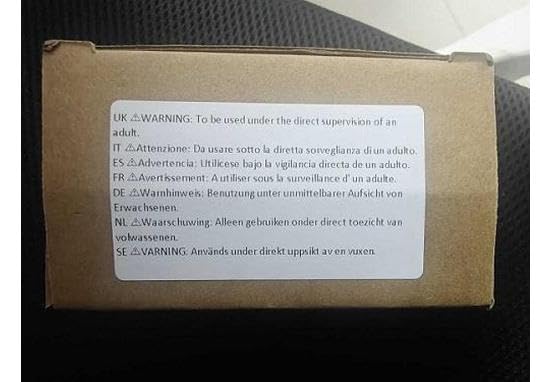 UK ⚠WARNING: To be used under the direct supervision of an
adult.
IT ⚠Attenzione: Da usare sotto la diretta sorveglianza di un adulto.
ES ⚠Advertencia: Utilícese bajo la vigilancia directa de un adulto.
FR ⚠Avertissement: A utiliser sous la surveillance d' un adulte.
DE ⚠Warnhinweis: Benutzung unter unmittelbarer Aufsicht von
Erwachsenen.
NL ⚠Waarschuwing: Alleen gebruiken onder direct toezicht van
volwassenen.
SE ⚠VARNING: Används under direkt uppsikt av en vuxen.